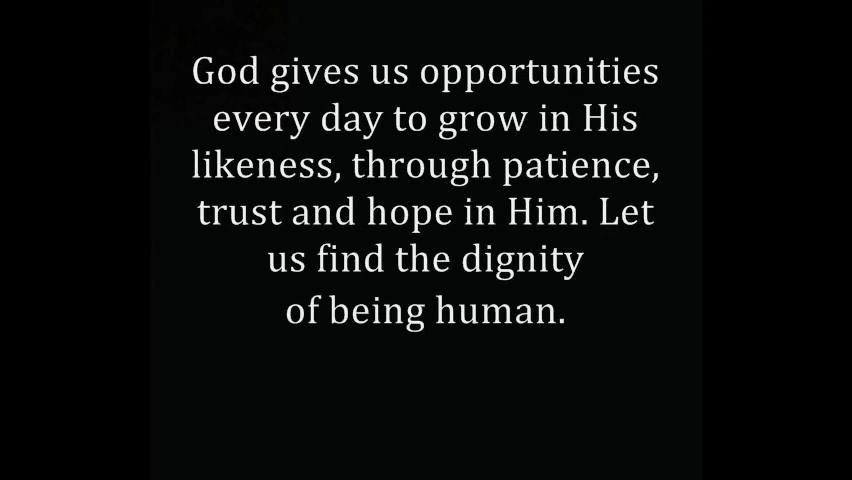 God gives us opportunities
every day to grow in His
likeness, through patience,
trust and hope in Him. Let
us find the dignity
of being human.